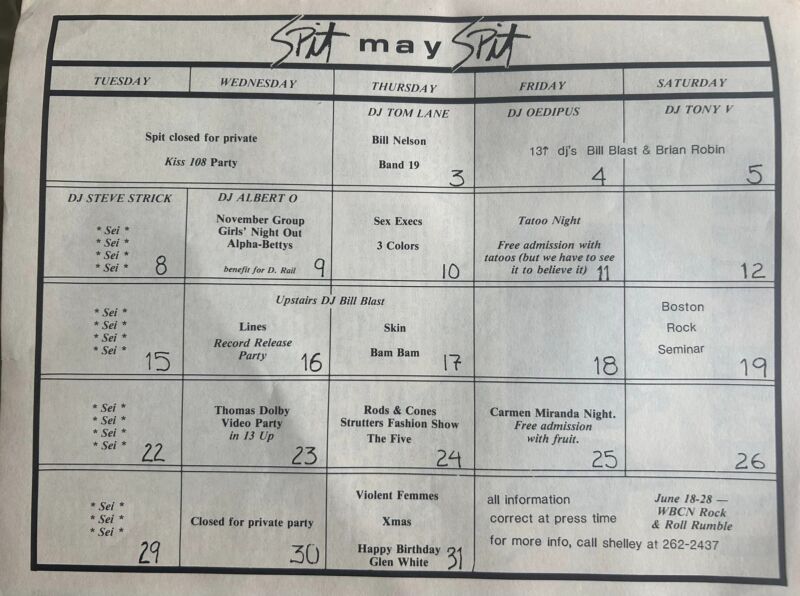 Spit may Spit
TUESDAY WEDNESDAY THURSDAY FRIDAY SATURDAY
Spit closed for private
Kiss 108 Party
DJ TOM LANE
Bill Nelson
Band 19
3
DJ OEDIPUS
DJ TONY V
13↑ dj's Bill Blast & Brian Robin
4
5
DJ STEVE STRICK
* Sei *
* Sei *
* Sei *
* Sei *
8
DJ ALBERT O
November Group
Girls' Night Out
Alpha-Bettys
benefit for D. Rail
9
Sex Execs
3 Colors
10
Tatoo Night
Free admission with
tatoos (but we have to see
it to believe it)
11
12
* Sei *
* Sei *
* Sei *
* Sei *
15
Upstairs DJ Bill Blast
Lines
Record Release
Party
16
Skin
Bam Bam
17
18
Boston
Rock
Seminar
19
* Sei *
* Sei *
* Sei *
* Sei *
22
Thomas Dolby
Video Party
in 13 Up
23
Rods & Cones
Strutters Fashion Show
The Five
24
Carmen Miranda Night.
Free admission
with fruit.
25
26
* Sei *
* Sei *
* Sei *
29
Closed for private party
30
Violent Femmes
Xmas
Happy Birthday
Glen White
31
all information
correct at press time
for more info, call shelley at 262-2437
June 18-28 —
WBCN Rock
& Roll Rumble